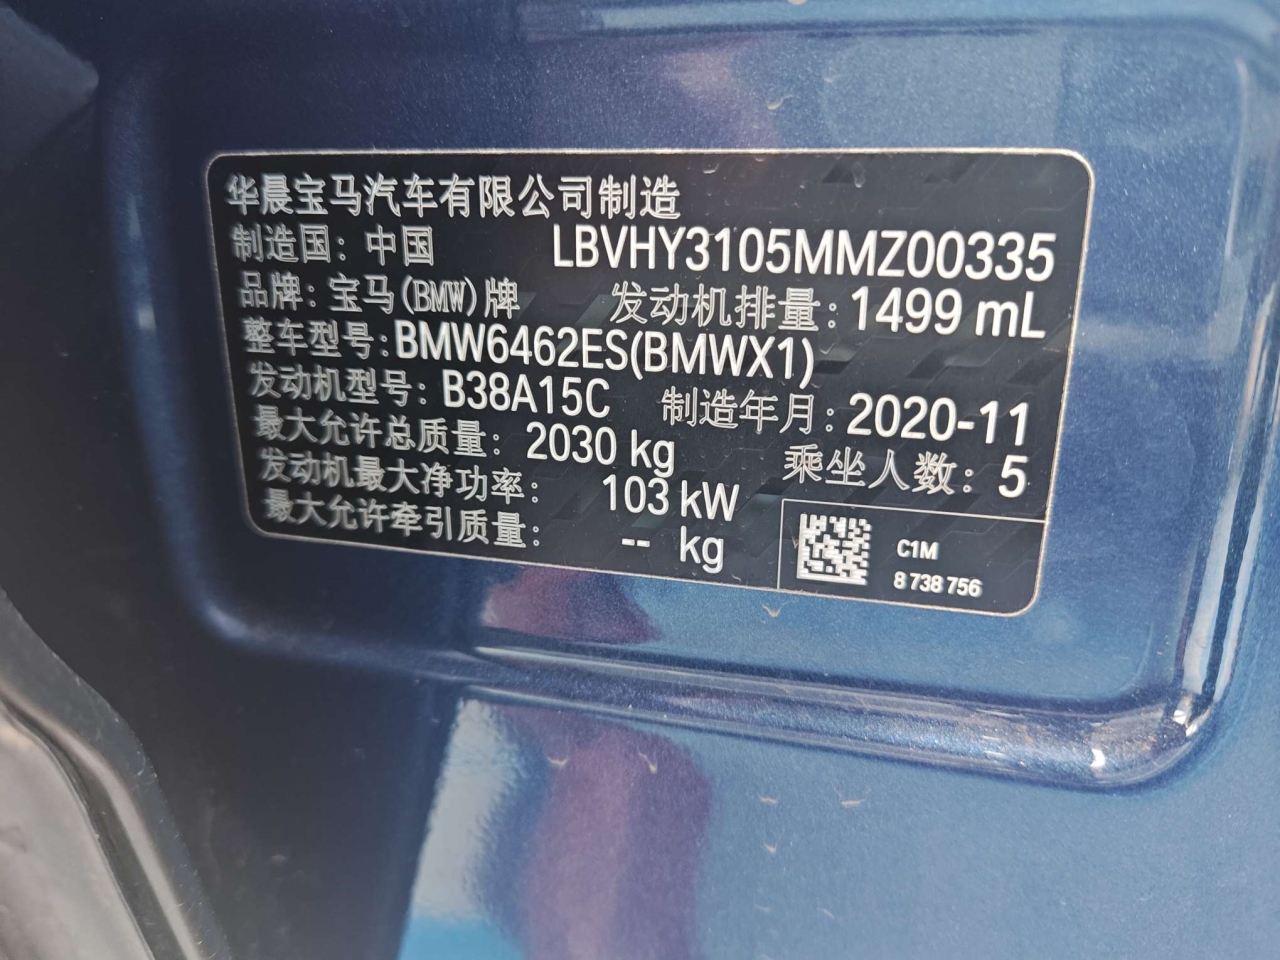 华晨宝马汽车有限公司制造
制造国：中国 LBVHY3105MMZ00335
品牌：宝马(BMW)牌 发动机排量：1499 mL
整车型号：BMW6462ES(BMWX1)
发动机型号：B38A15C 制造年月：2020-11
最大允许总质量：2030 kg 乘坐人数：5
发动机最大净功率：103 kW
最大允许牵引质量：-- kg
C1M
8 738 756